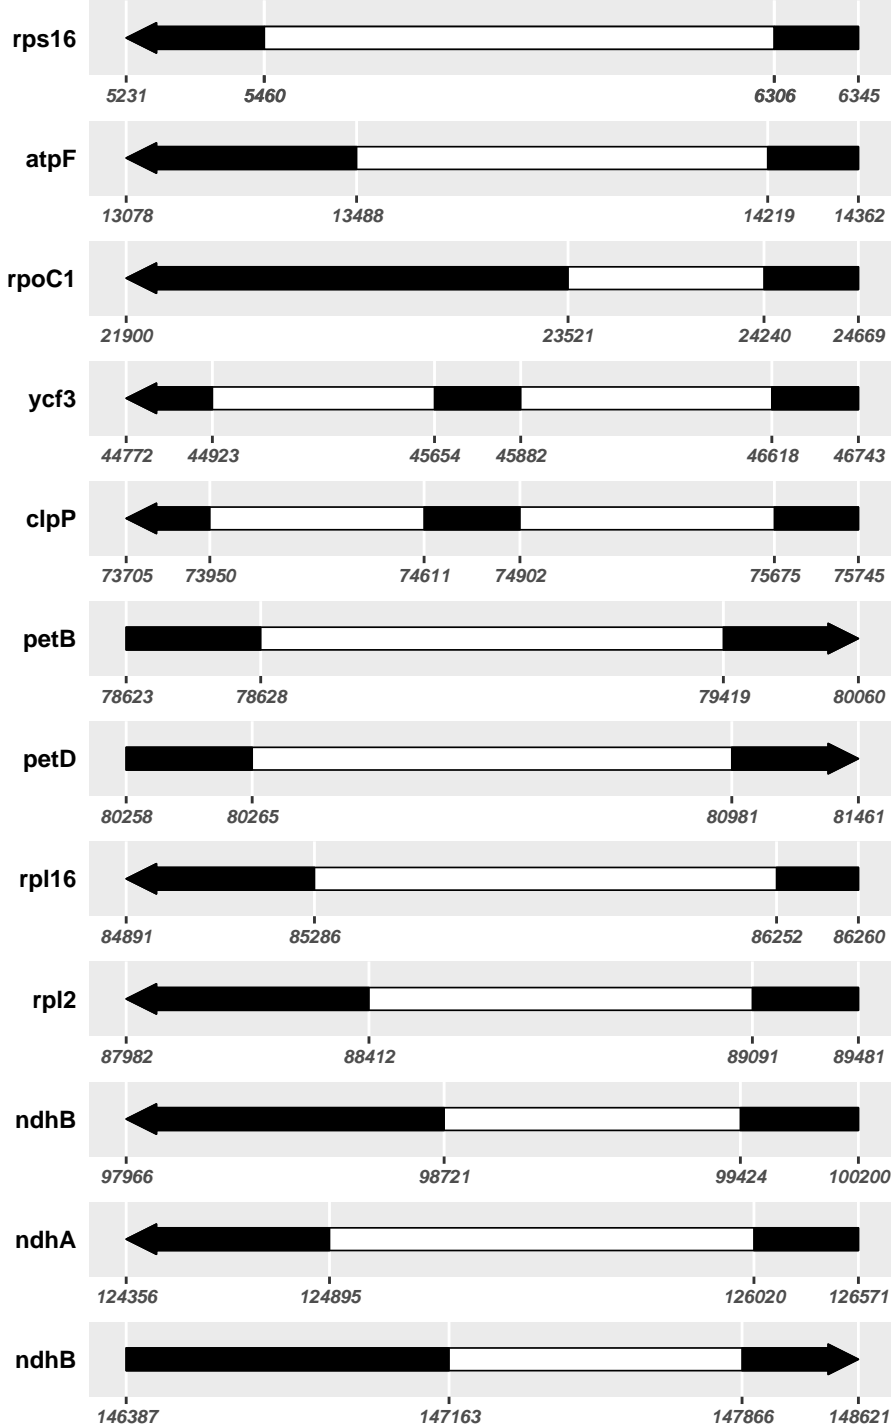 rps16
5231 5460 6306 6345
atpF
13078 13488 14219 14362
rpoC1
21900 23521 24240 24669
ycf3
44772 44923 45654 45882 46618 46743
clpP
73705 73950 74611 74902 75675 75745
petB
78623 78628 79419 80060
petD
80258 80265 80981 81461
rpl16
84891 85286 86252 86260
rpl2
87982 88412 89091 89481
ndhB
97966 98721 99424 100200
ndhA
124356 124895 126020 126571
ndhB
146387 147163 147866 148621